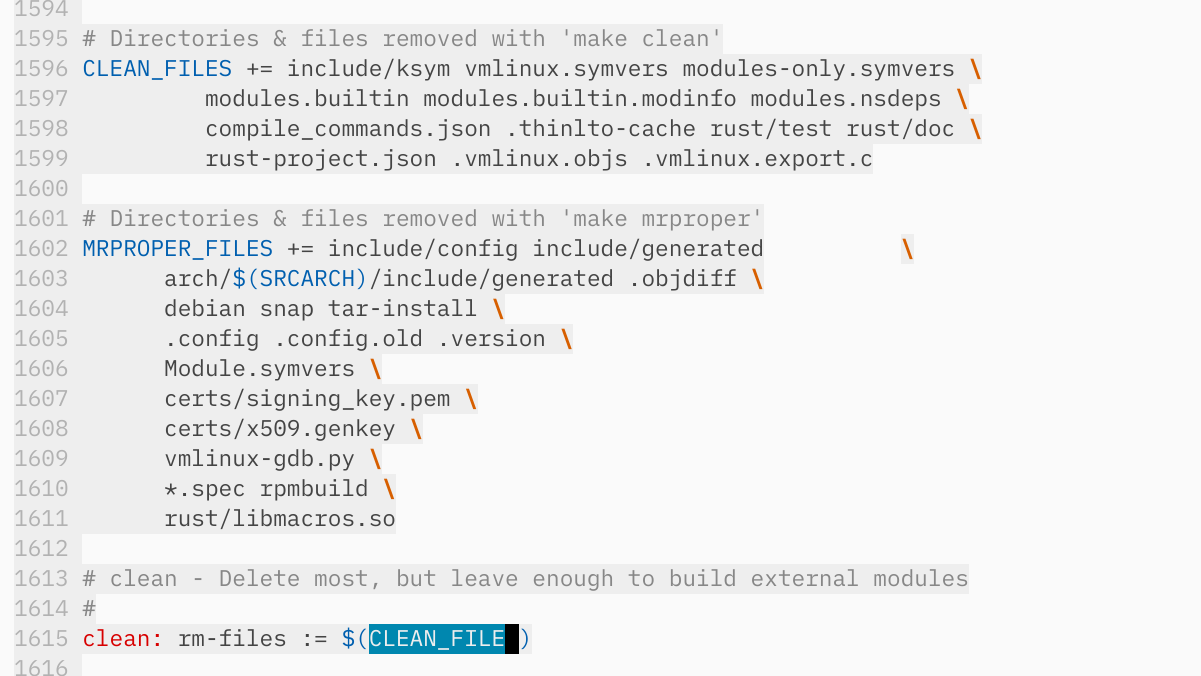 1594
1595 # Directories & files removed with 'make clean'
1596 CLEAN_FILES += include/ksym vmlinux.symvers modules-only.symvers \
1597          modules.builtin modules.builtin.modinfo modules.nsdeps \
1598          compile_commands.json .thinlto-cache rust/test rust/doc \
1599          rust-project.json .vmlinux.objs .vmlinux.export.c
1600
1601 # Directories & files removed with 'make mrproper'
1602 MRPROPER_FILES += include/config include/generated          \
1603       arch/$(SRCARCH)/include/generated .objdiff \
1604       debian snap tar-install \
1605       .config .config.old .version \
1606       Module.symvers \
1607       certs/signing_key.pem \
1608       certs/x509.genkey \
1609       vmlinux-gdb.py \
1610       *.spec rpmbuild \
1611       rust/libmacros.so
1612
1613 # clean - Delete most, but leave enough to build external modules
1614 #
1615 clean: rm-files := $(CLEAN_FILE )
1616